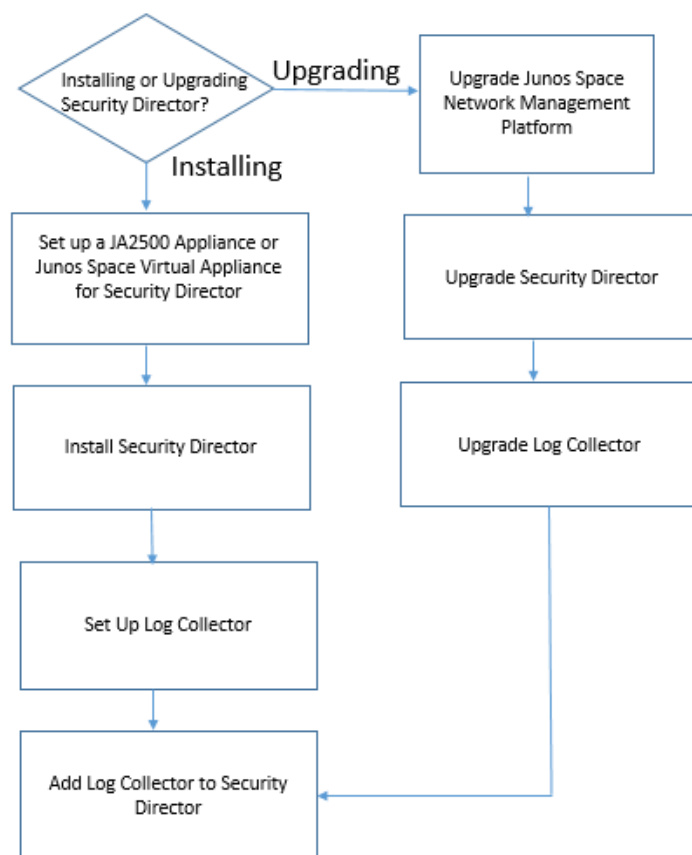 Installing or Upgrading
Security Director?
Upgrading
Upgrade Junos Space
Network Management
Platform
Installing
Set up a JA2500 Appliance or
Junos Space Virtual Appliance
for Security Director
Upgrade Security Director
Install Security Director
Upgrade Log Collector
Set Up Log Collector
Add Log Collector to Security
Director